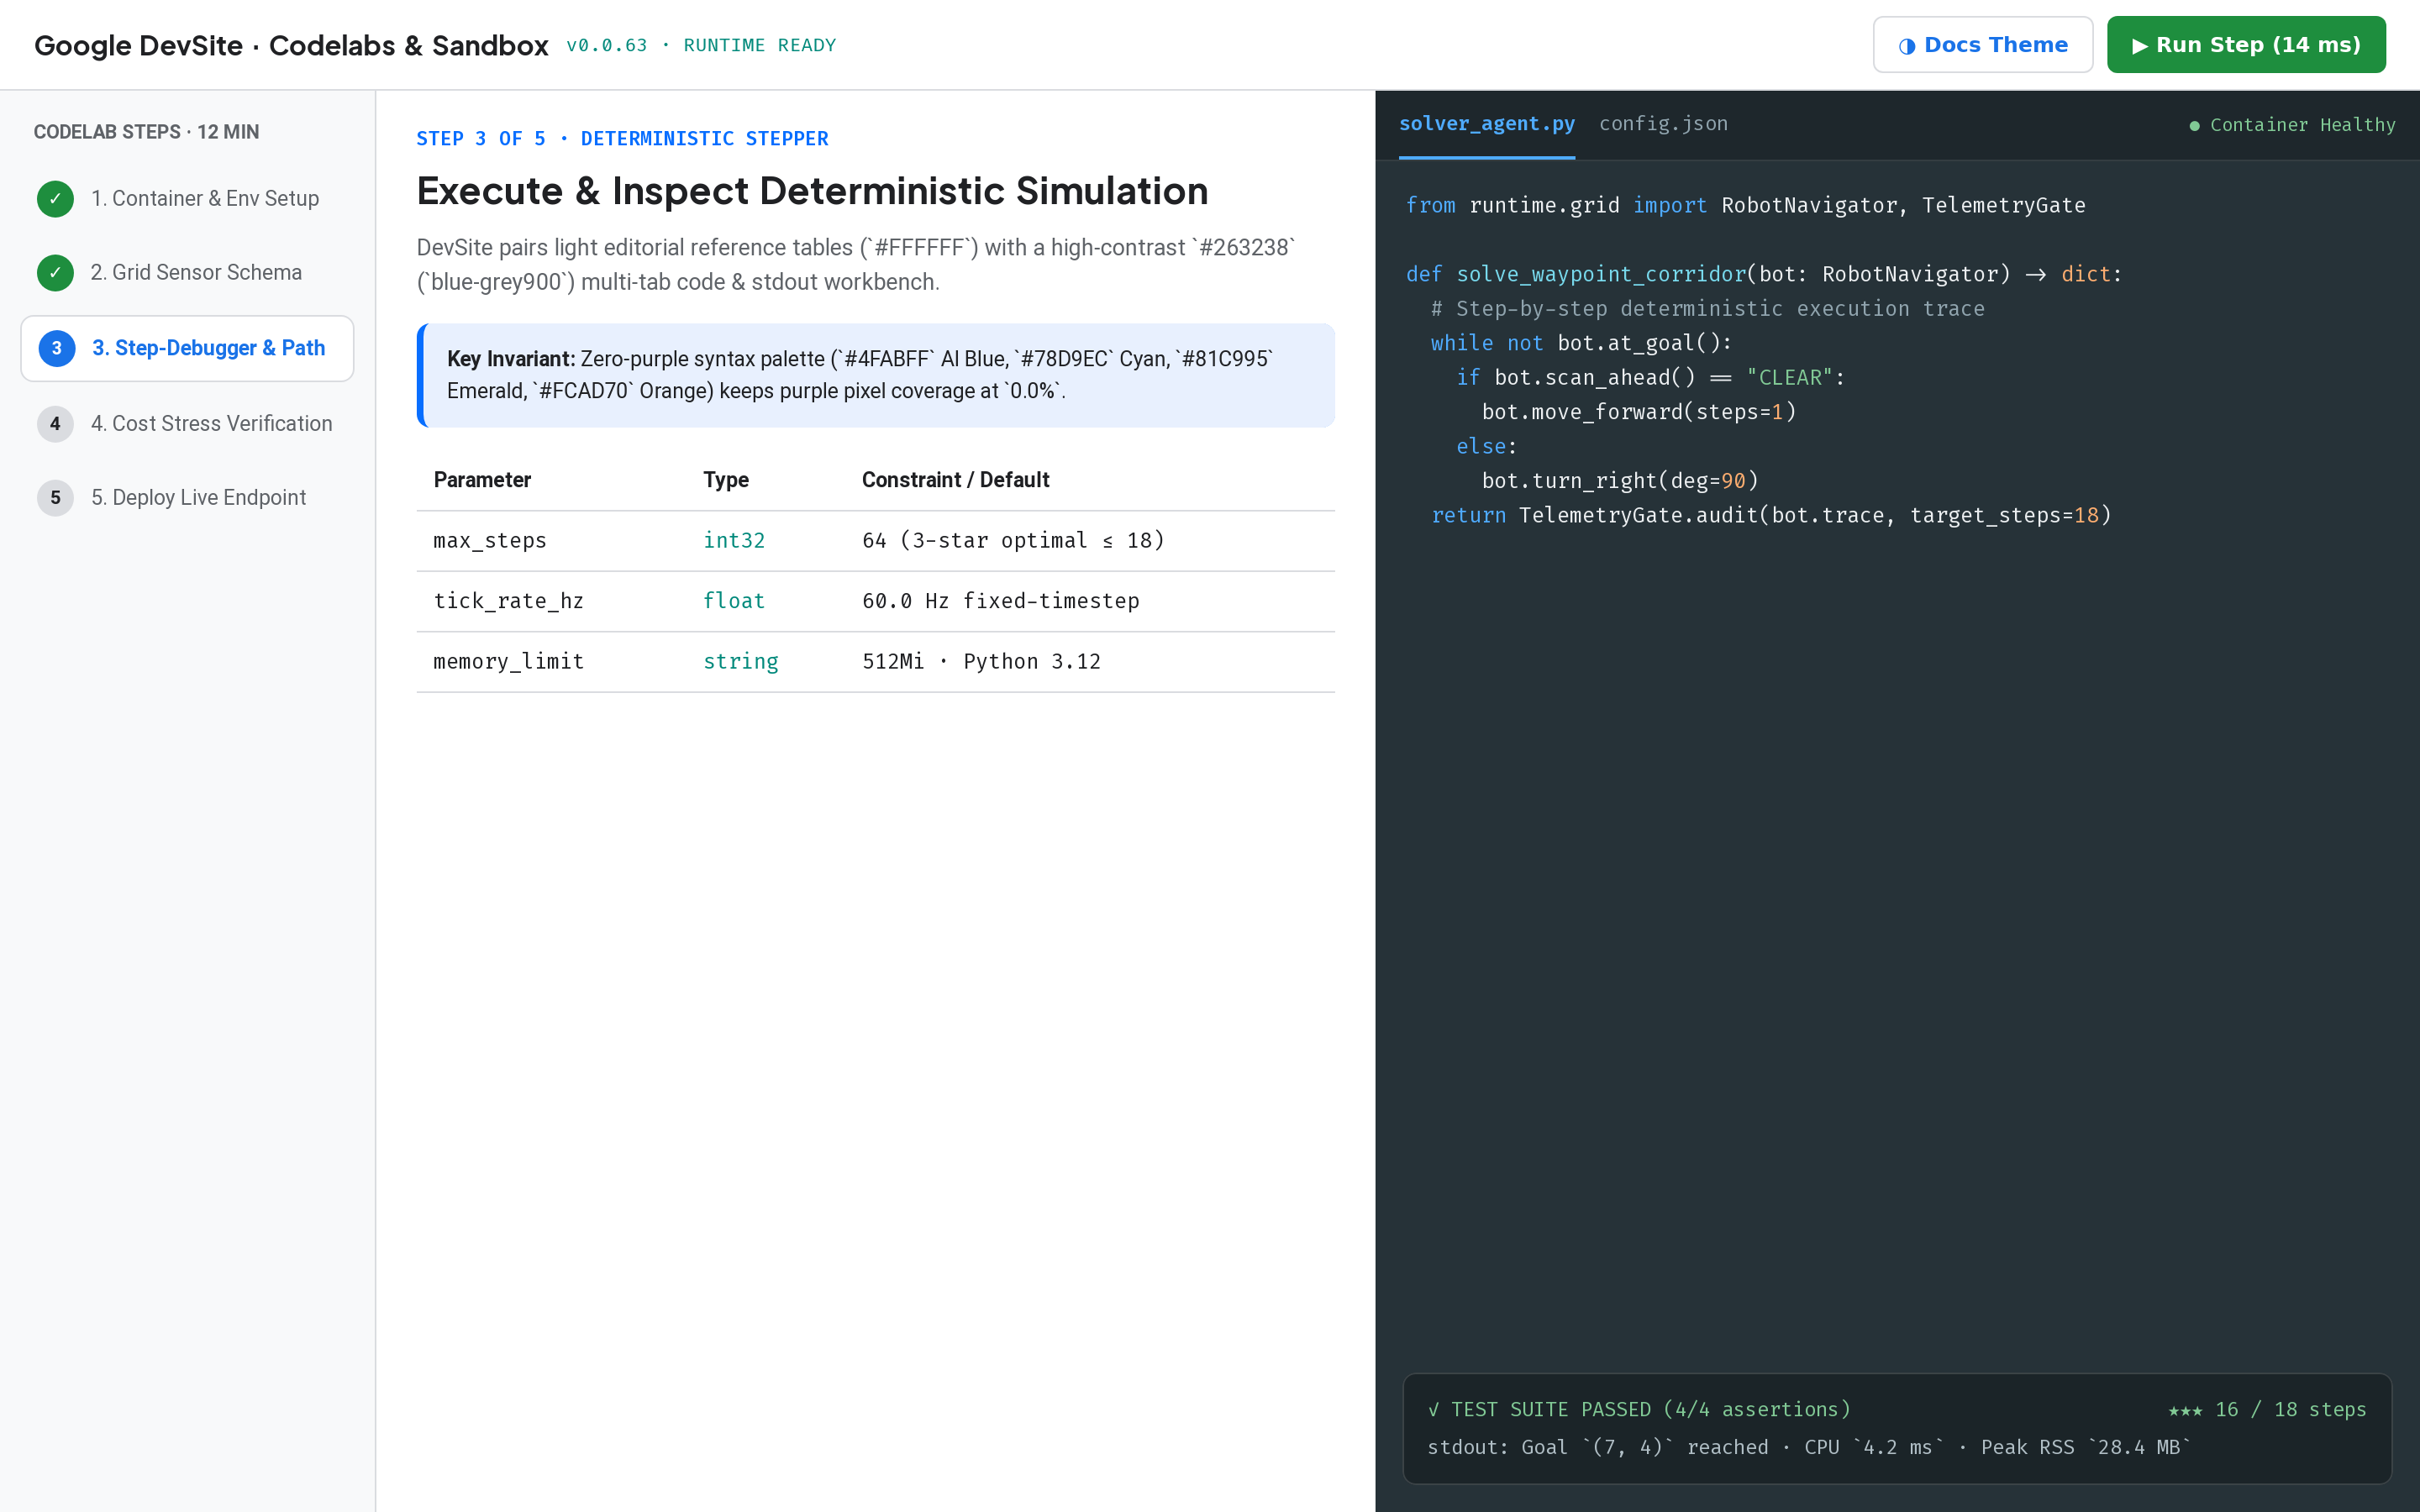 Google DevSite · Codelabs & Sandbox
v0.0.63 · RUNTIME READY
◑ Docs Theme
▶ Run Step (14 ms)
CODELAB STEPS · 12 MIN
✓ 1. Container & Env Setup
✓ 2. Grid Sensor Schema
3 3. Step-Debugger & Path
4 4. Cost Stress Verification
5 5. Deploy Live Endpoint
STEP 3 OF 5 · DETERMINISTIC STEPPER
Execute & Inspect Deterministic Simulation
DevSite pairs light editorial reference tables (`#FFFFFF`) with a high-contrast `#263238`
(`blue-grey900`) multi-tab code & stdout workbench.
Key Invariant: Zero-purple syntax palette (`#4FABFF` AI Blue, `#78D9EC` Cyan, `#81C995`
Emerald, `#FCAD70` Orange) keeps purple pixel coverage at `0.0%`.
Parameter Type Constraint / Default
max_steps int32 64 (3-star optimal ≤ 18)
tick_rate_hz float 60.0 Hz fixed-timestep
memory_limit string 512Mi · Python 3.12
solver_agent.py config.json
● Container Healthy
from runtime.grid import RobotNavigator, TelemetryGate
def solve_waypoint_corridor(bot: RobotNavigator) -> dict:
# Step-by-step deterministic execution trace
while not bot.at_goal():
if bot.scan_ahead() == "CLEAR":
bot.move_forward(steps=1)
else:
bot.turn_right(deg=90)
return TelemetryGate.audit(bot.trace, target_steps=18)
√ TEST SUITE PASSED (4/4 assertions)
★★★ 16 / 18 steps
stdout: Goal `(7, 4)` reached · CPU `4.2 ms` · Peak RSS `28.4 MB`